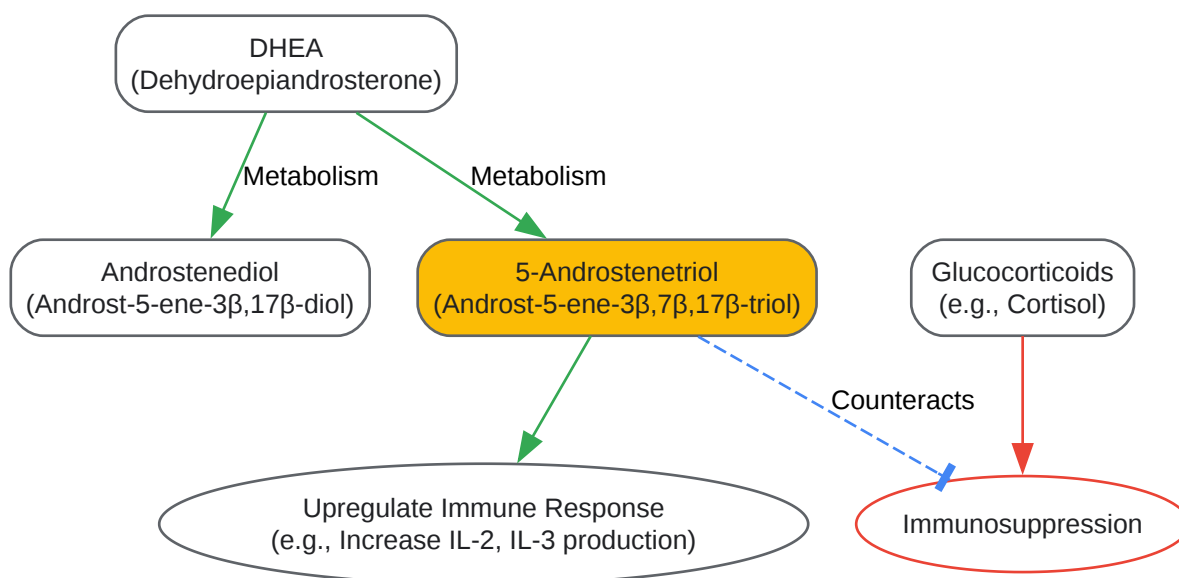 DHEA
(Dehydroepiandrosterone)
Metabolism
Metabolism
Androstenediol
(Androst-5-ene-3β,17β-diol)
5-Androstenetriol
(Androst-5-ene-3β,7β,17β-triol)
Glucocorticoids
(e.g., Cortisol)
Counteracts
Upregulate Immune Response
(e.g., Increase IL-2, IL-3 production)
Immunosuppression